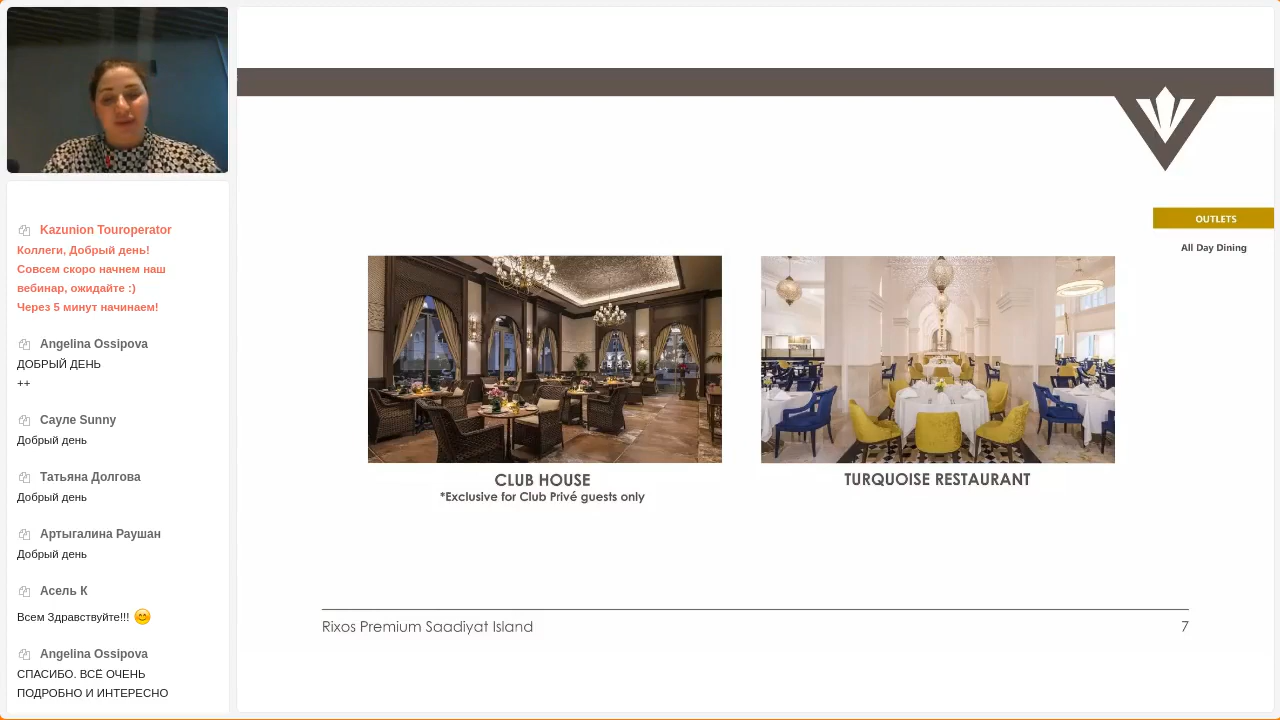 Kazunion Touroperator
Коллеги, Добрый день!
Совсем скоро начнем наш
вебинар, ожидайте :)
Через 5 минут начинаем!
Angelina Ossipova
ДОБРЫЙ ДЕНЬ
++
Сауле Sunny
Добрый день
Татьяна Долгова
Добрый день
Артыгалина Раушан
Добрый день
Асель К
Всем Здравствуйте!!! 😊
Angelina Ossipova
СПАСИБО. ВСЁ ОЧЕНЬ
ПОДРОБНО И ИНТЕРЕСНО
OUTLETS
All Day Dining
CLUB HOUSE
*Exclusive for Club Privé guests only
TURQUOISE RESTAURANT
Rixos Premium Saadiyat Island
7